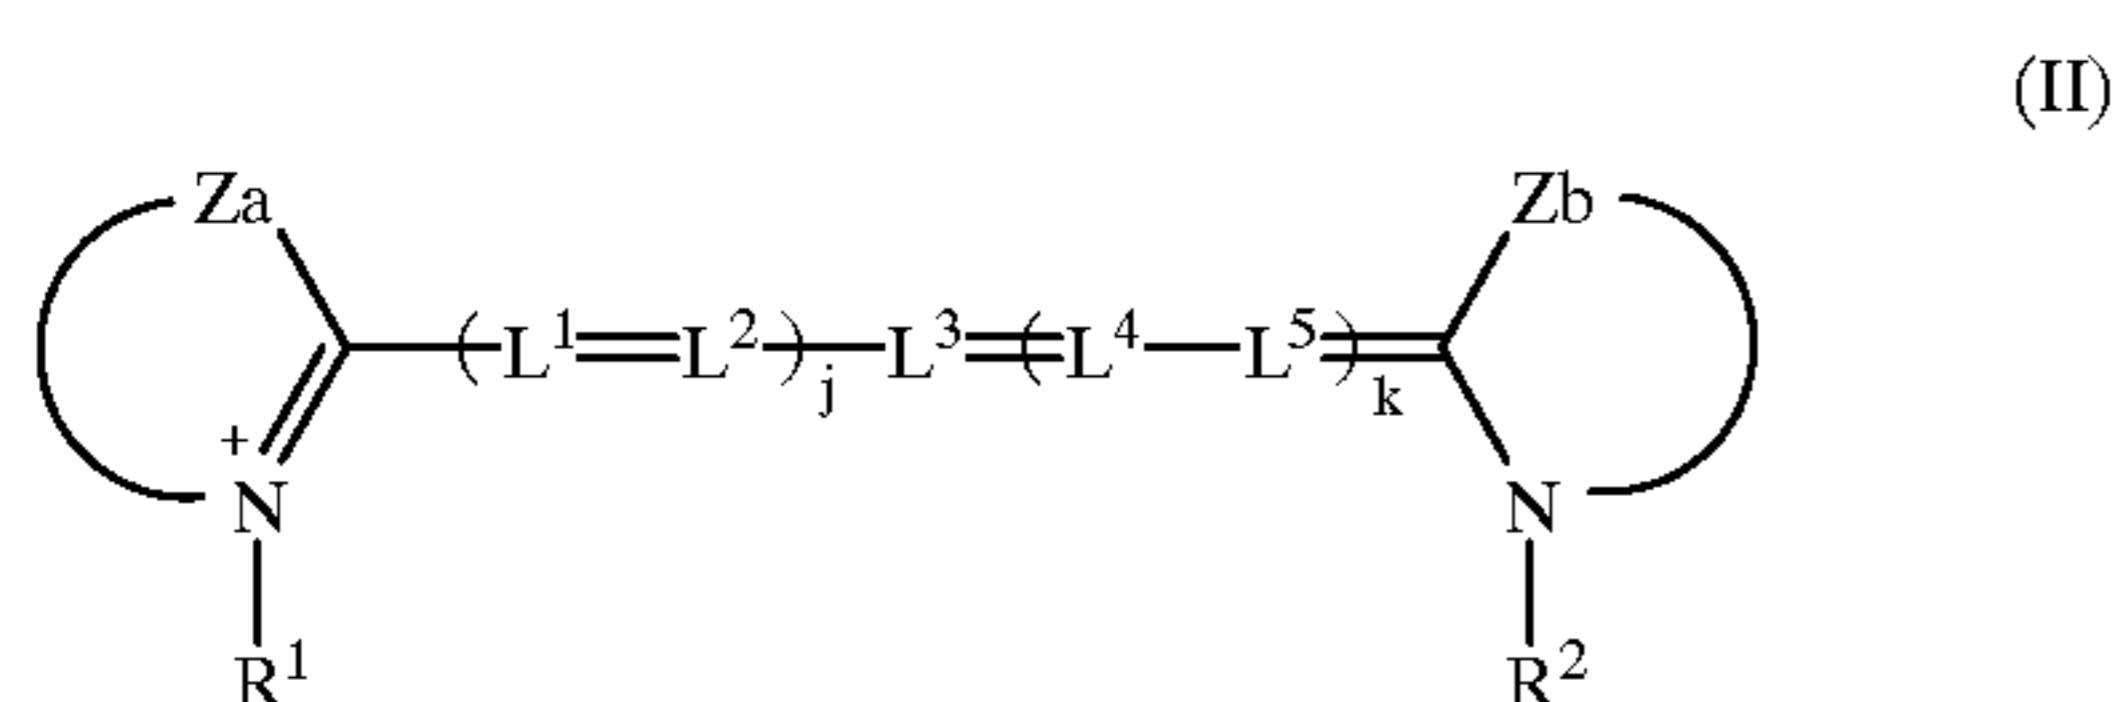 (II)
Za Zb
(L¹=L²)j L³=(L⁴—L⁵)k
+
N N
R¹ R²